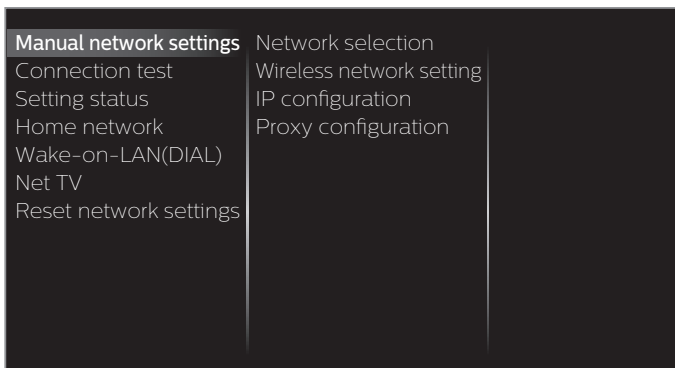 Manual network settings
Connection test
Setting status
Home network
Wake-on-LAN(DIAL)
Net TV
Reset network settings
Network selection
Wireless network setting
IP configuration
Proxy configuration